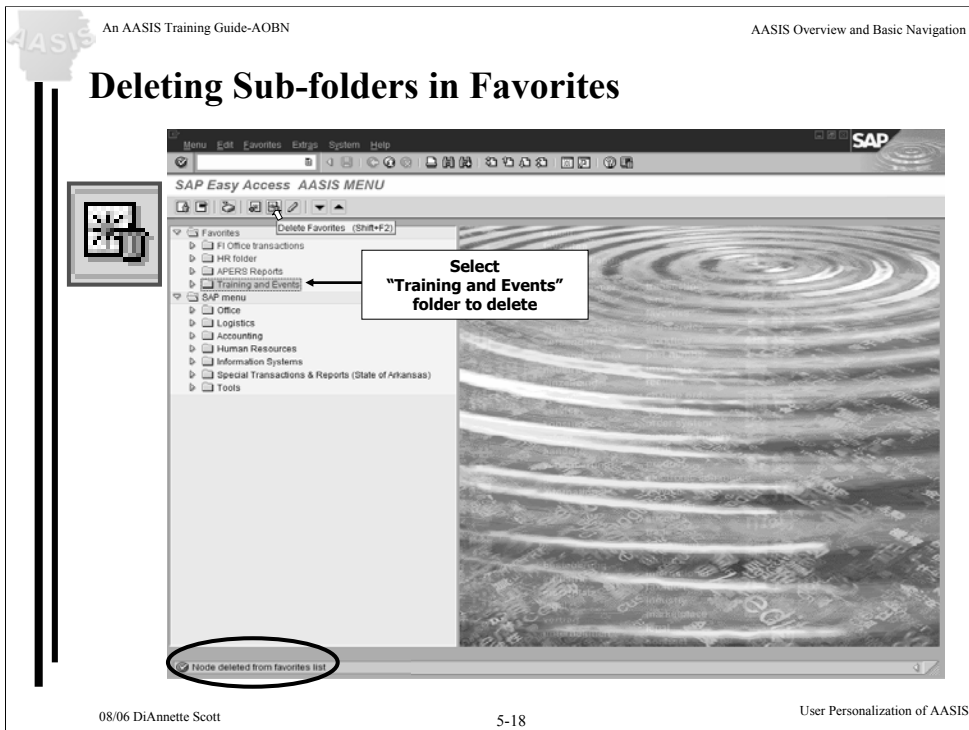 AASIS
An AASIS Training Guide-AOBN
AASIS Overview and Basic Navigation
Deleting Sub-folders in Favorites
Menu Edit Favorites Extras System Help
SAP
SAP Easy Access AASIS MENU
Delete Favorites (Shift+F2)
Favorites
FI Office transactions
HR folder
APERS Reports
Training and Events
Select
“Training and Events”
folder to delete
SAP menu
Office
Logistics
Accounting
Human Resources
Information Systems
Special Transactions & Reports (State of Arkansas)
Tools
Node deleted from favorites list
08/06 DiAnnette Scott
5-18
User Personalization of AASIS